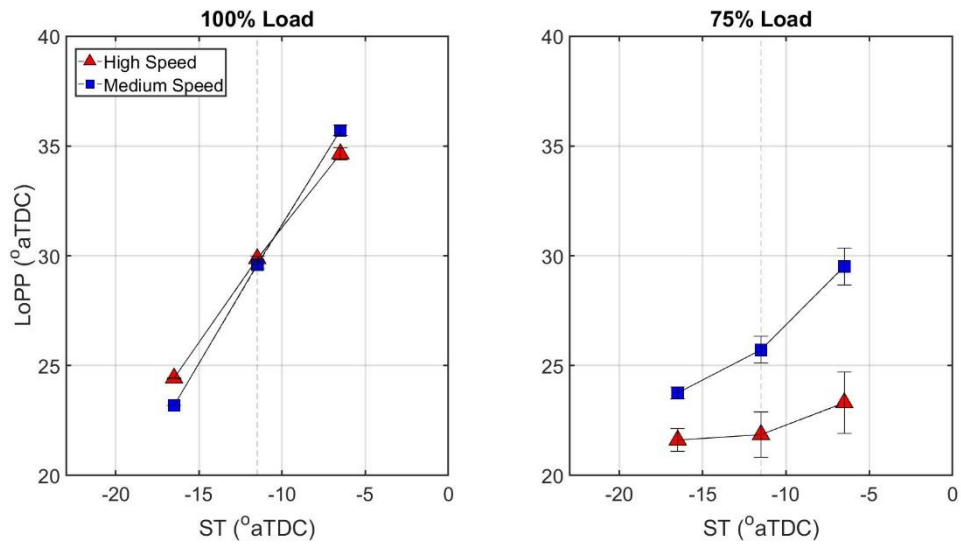 100% Load
75% Load
High Speed
Medium Speed
LoPP (°aTDC)
40
35
30
25
20
-20
-15
-10
-5
0
ST (°aTDC)
40
35
30
25
20
-20
-15
-10
-5
0
ST (°aTDC)